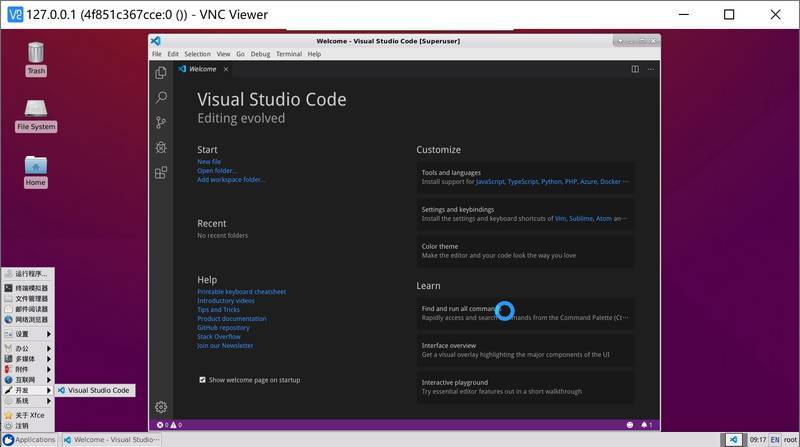 127.0.0.1 (4f851c367cce:0 ()) - VNC Viewer
Welcome - Visual Studio Code [Superuser]
File Edit Selection View Go Debug Terminal Help
Welcome
Trash
File System
Home
Visual Studio Code
Editing evolved
Start
New file
Open folder...
Add workspace folder...
Recent
No recent folders
Help
Printable keyboard cheatsheet
Introductory videos
Tips and Tricks
Product documentation
GitHub repository
Stack Overflow
Join our Newsletter
Show welcome page on startup
Customize
Tools and languages
Install support for JavaScript, TypeScript, Python, PHP, Azure, Docker ...
Settings and keybindings
Install the settings and keyboard shortcuts of Vim, Sublime, Atom an...
Color theme
Make the editor and your code look the way you love
Learn
Find and run all commands
Rapidly access and search commands from the Command Palette (Ct...
Interface overview
Get a visual overlay highlighting the major components of the UI
Interactive playground
Try essential editor features out in a short walkthrough
运行程序...
终端模拟器
文件管理器
邮件阅读器
网络浏览器
设置
办公
多媒体
附件
互联网
开发
Visual Studio Code
系统
关于 Xfce
注销
0 0
1
Applications
Welcome - Visual Studio...
09:17 EN root